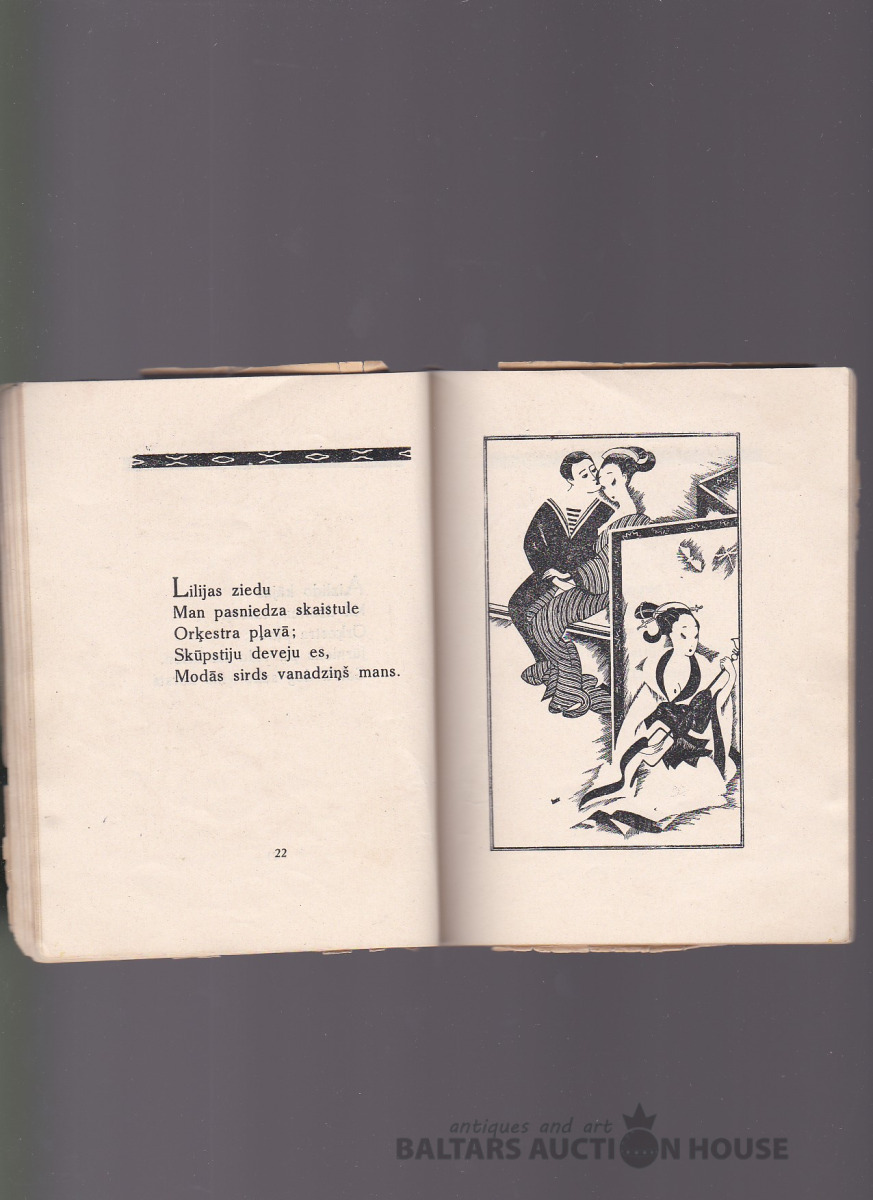 Lilijas ziedu
Man pasniedza skaistule
Orķestra pļavā;
Skūpstiju deveju es,
Modās sirds vanadziņš mans.
22
antiques and art
BALTARS AUCTION HOUSE